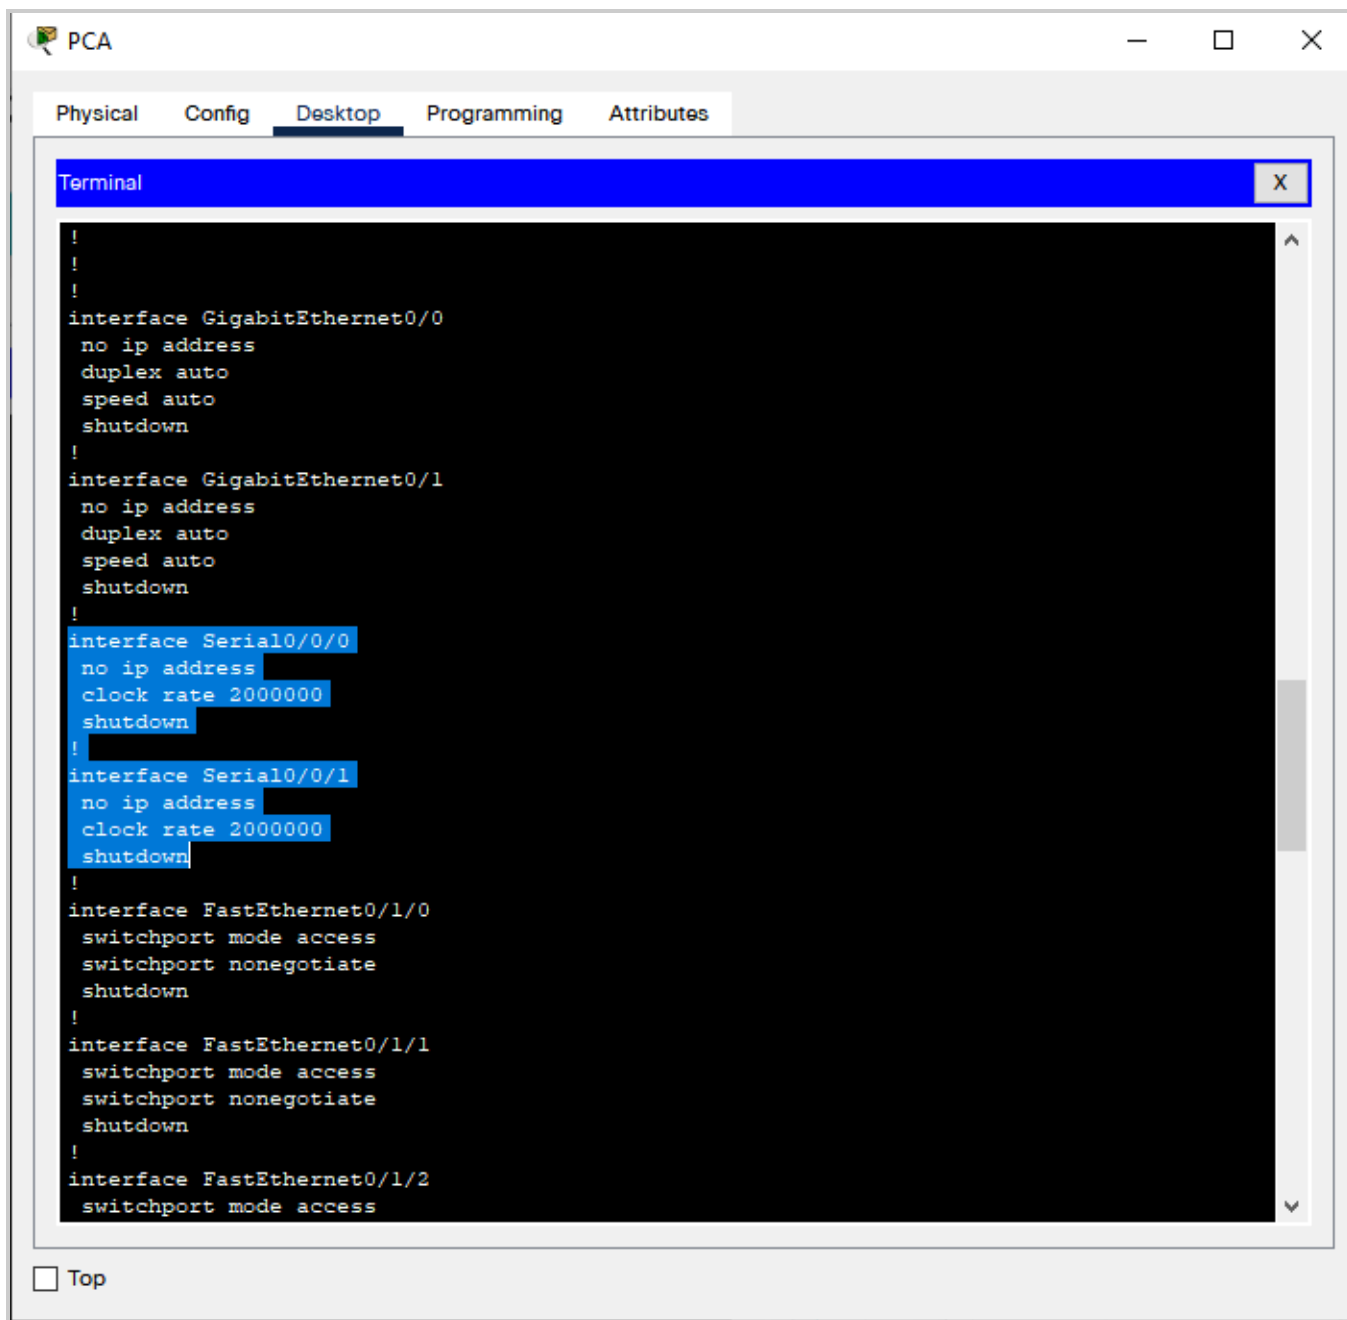 PCA
Physical Config Desktop Programming Attributes
Terminal X
!
!
!
interface GigabitEthernet0/0
 no ip address
 duplex auto
 speed auto
 shutdown
!
interface GigabitEthernet0/1
 no ip address
 duplex auto
 speed auto
 shutdown
!
interface Serial0/0/0
 no ip address
 clock rate 2000000
 shutdown
!
interface Serial0/0/1
 no ip address
 clock rate 2000000
 shutdown
!
interface FastEthernet0/1/0
 switchport mode access
 switchport nonegotiate
 shutdown
!
interface FastEthernet0/1/1
 switchport mode access
 switchport nonegotiate
 shutdown
!
interface FastEthernet0/1/2
 switchport mode access
Top